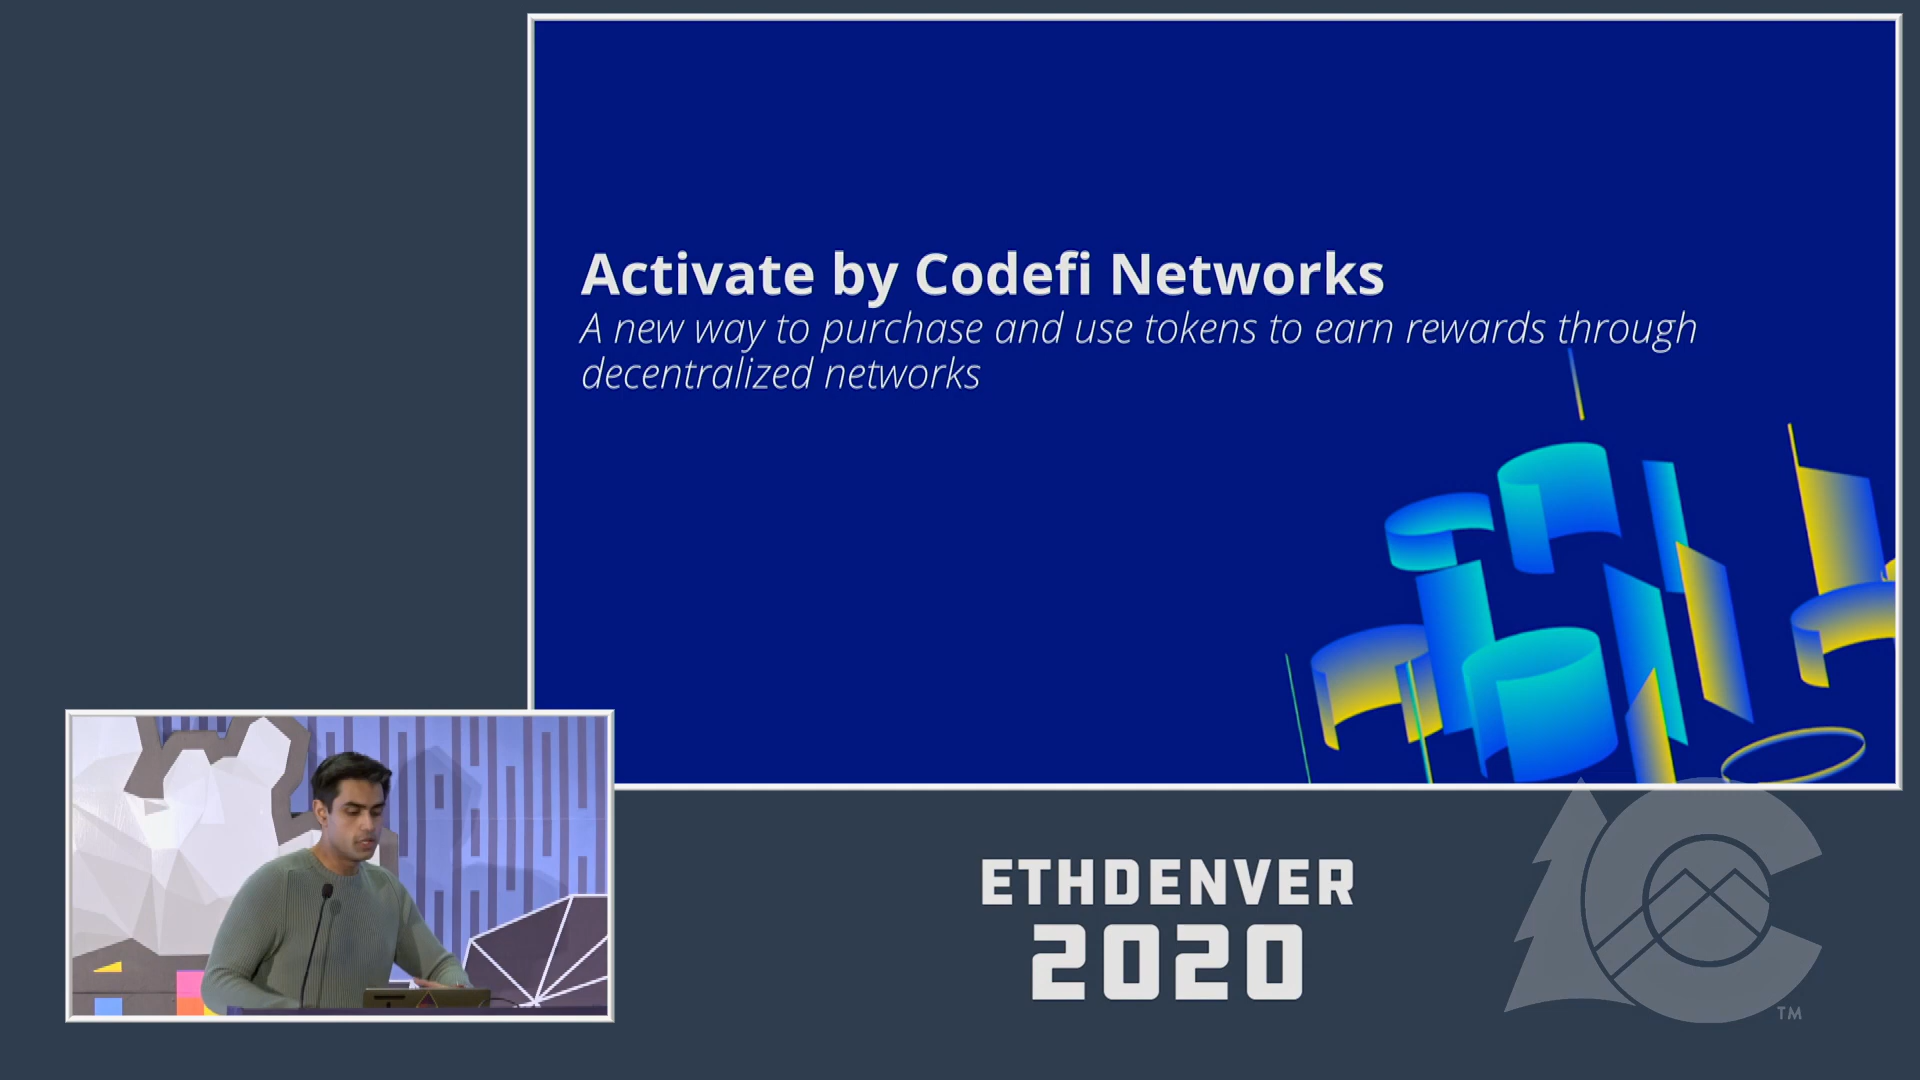 Activate by Codefi Networks
A new way to purchase and use tokens to earn rewards through
decentralized networks
ETHDENVER
2020
TM